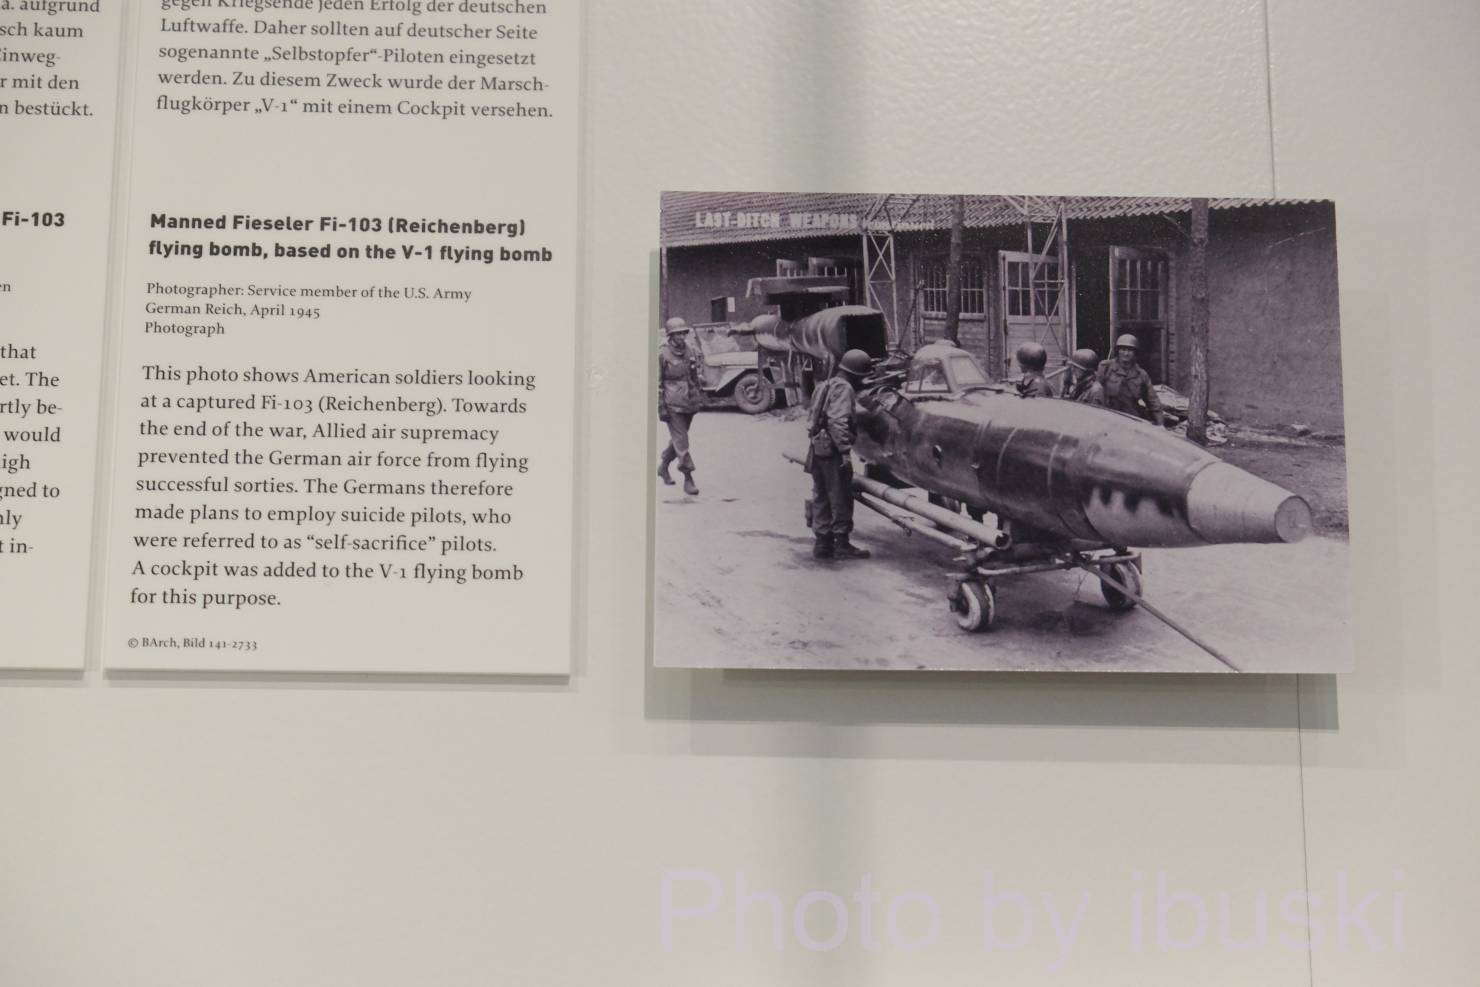 a. aufgrund
sch kaum
Einweg-
r mit den
n bestückt.
Fi-103
en
that
et. The
rtly be-
would
igh
gned to
nly
t in-
gegen Kriegsende jeden Erfolg der deutschen
Luftwaffe. Daher sollten auf deutscher Seite
sogenannte „Selbstopfer“-Piloten eingesetzt
werden. Zu diesem Zweck wurde der Marsch-
flugkörper „V-1“ mit einem Cockpit versehen.
Manned Fieseler Fi-103 (Reichenberg)
flying bomb, based on the V-1 flying bomb
Photographer: Service member of the U.S. Army
German Reich, April 1945
Photograph
This photo shows American soldiers looking
at a captured Fi-103 (Reichenberg). Towards
the end of the war, Allied air supremacy
prevented the German air force from flying
successful sorties. The Germans therefore
made plans to employ suicide pilots, who
were referred to as “self-sacrifice” pilots.
A cockpit was added to the V-1 flying bomb
for this purpose.
© BArch, Bild 141-2733
LAST-DITCH WEAPONS
Photo by ibuski